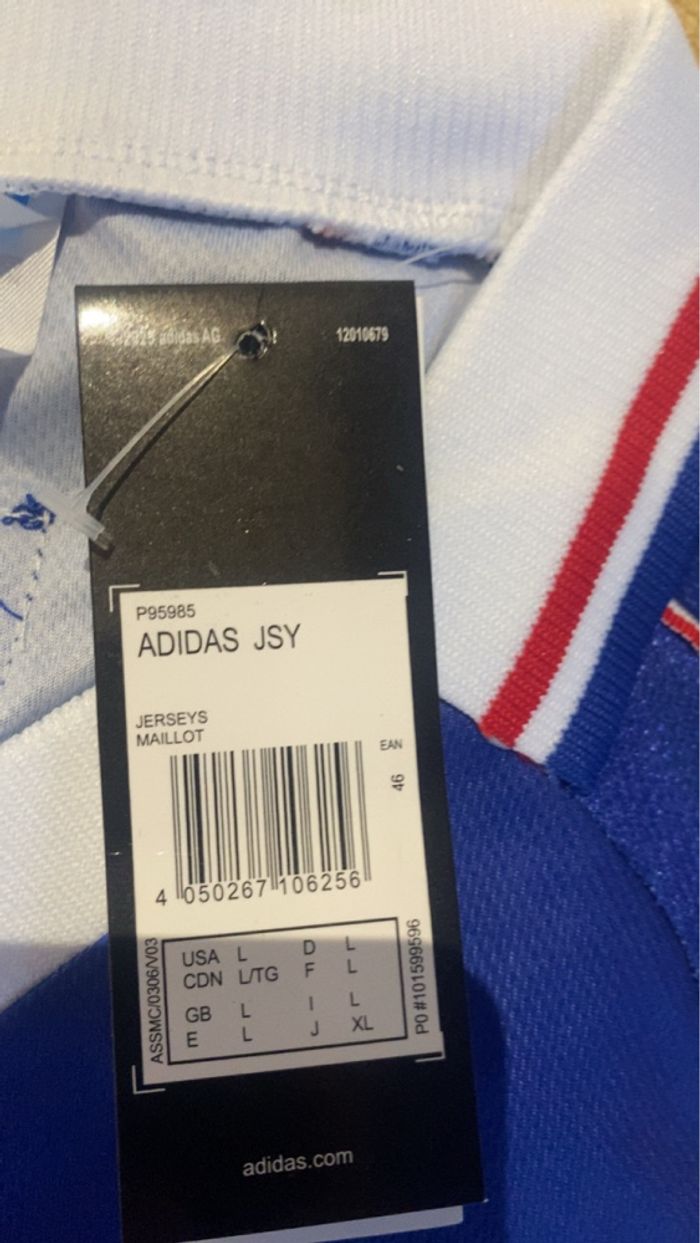 adidas AG
12010679
P95985
ADIDAS JSY
JERSEYS
MAILLOT
EAN
46
4 050267 106256
ASSMC/0306/V03
USA L D L
CDN L/TG F L
GB L I L
E L J XL
PO #101599596
adidas.com